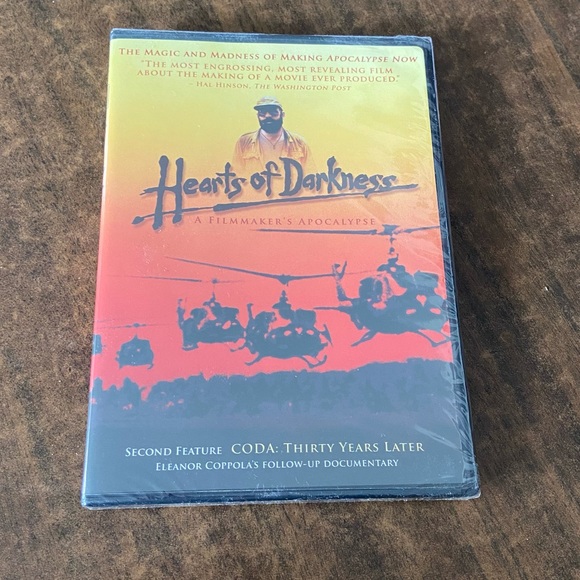 The Magic and Madness of Making Apocalypse Now
"The most engrossing, most revealing film
about the making of a movie ever produced."
- Hal Hinson, The Washington Post
Hearts of Darkness
A Filmmaker's Apocalypse
Second Feature CODA: Thirty Years Later
Eleanor Coppola's follow-up documentary